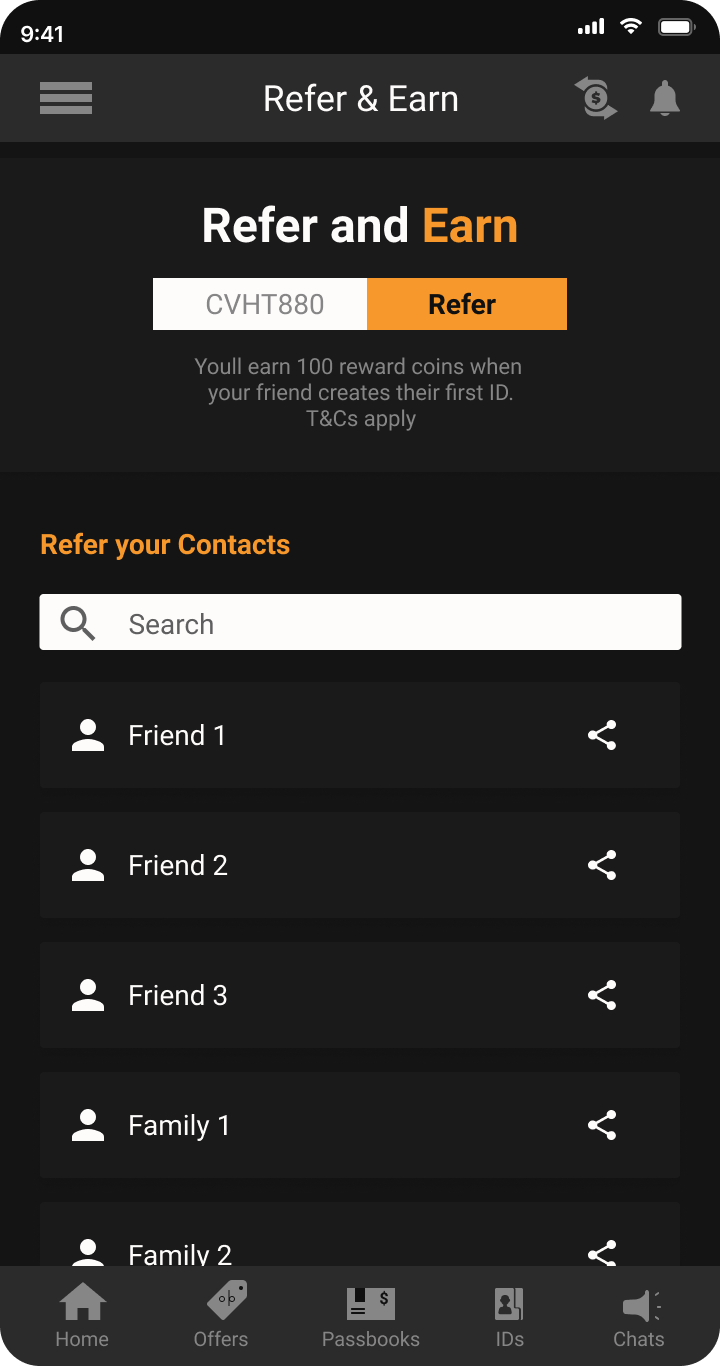 9:41
Refer & Earn
$
Refer and Earn
CVHT880 Refer
Youll earn 100 reward coins when
your friend creates their first ID.
T&Cs apply
Refer your Contacts
Search
Friend 1
Friend 2
Friend 3
Family 1
Family 2
$
Home Offers Passbooks IDs Chats